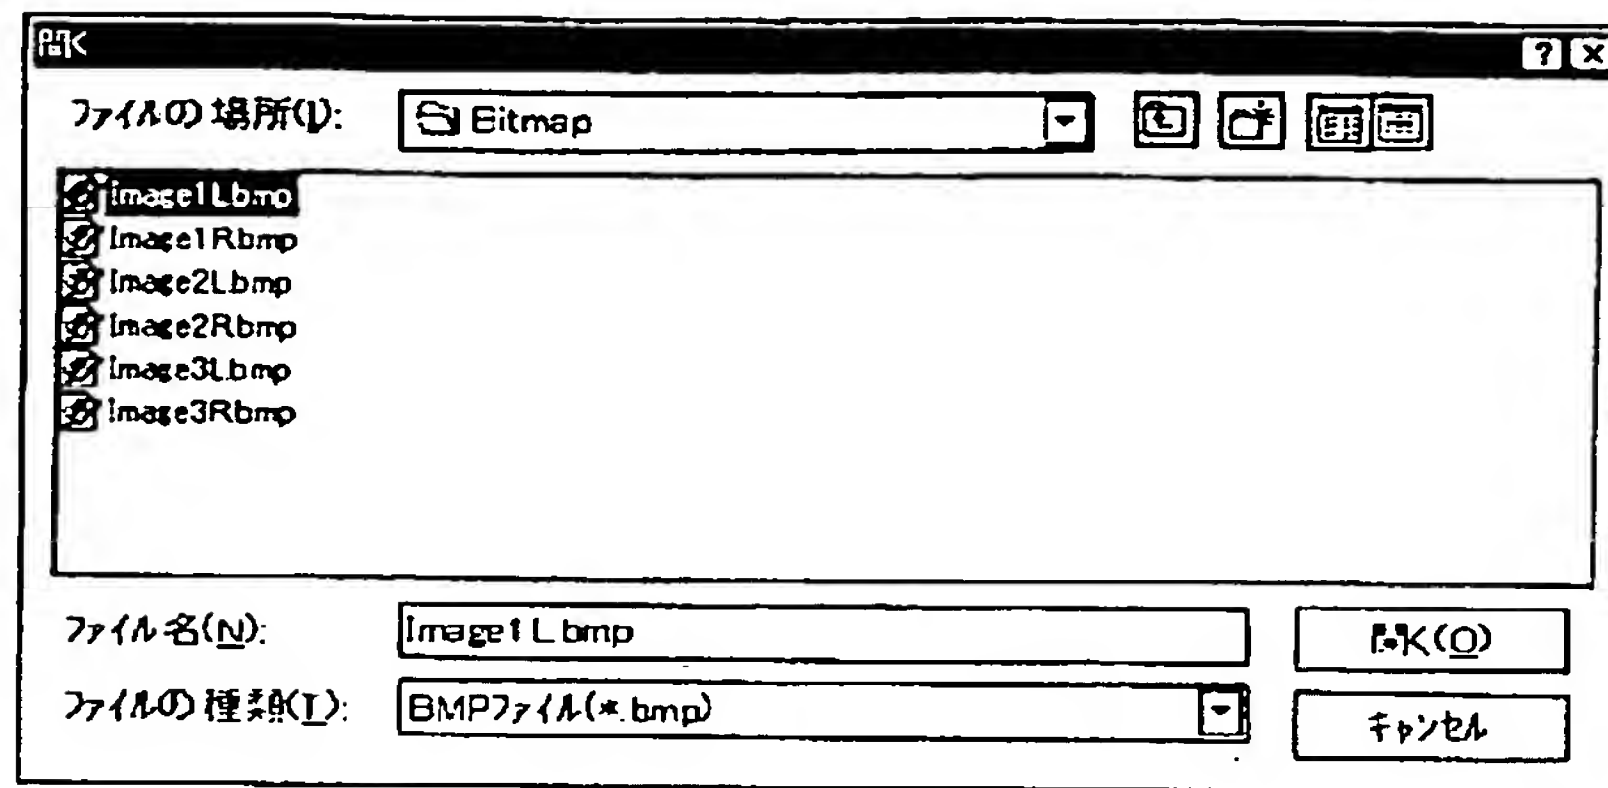 開く
ファイルの場所(I): Bitmap
Image1L.bmp
Image1R.bmp
Image2L.bmp
Image2R.bmp
Image3L.bmp
Image3R.bmp
ファイル名(N): Image1L.bmp 開く(O)
ファイルの種類(T): BMPファイル(*.bmp) キャンセル